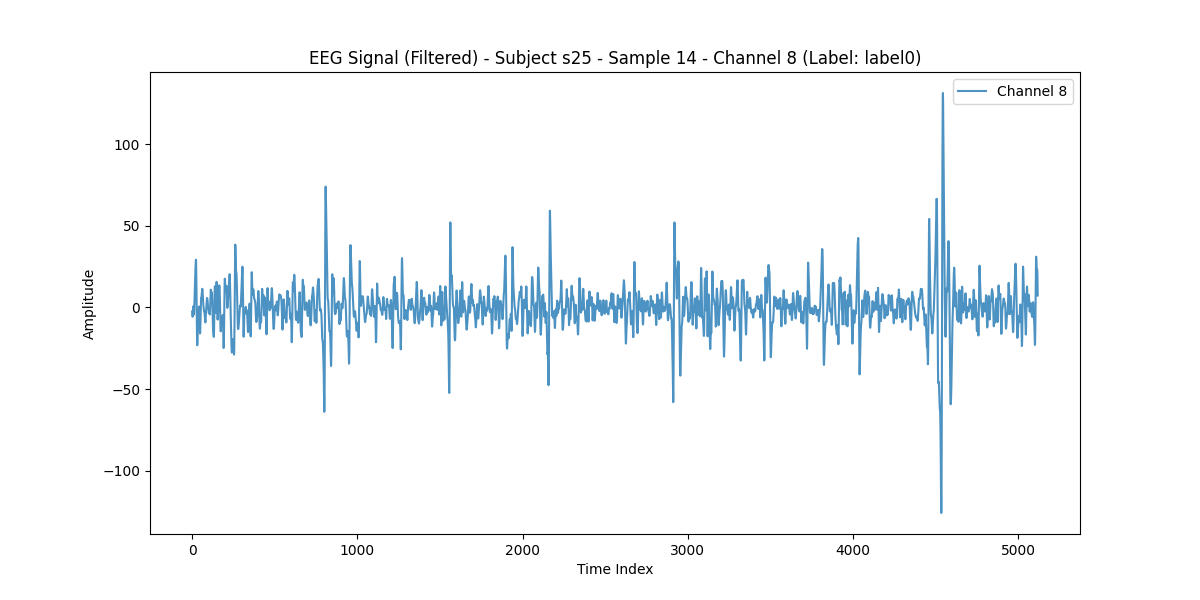 EEG Signal (Filtered) - Subject s25 - Sample 14 - Channel 8 (Label: label0)
Channel 8
Amplitude
100
50
0
−50
−100
0 1000 2000 3000 4000 5000
Time Index